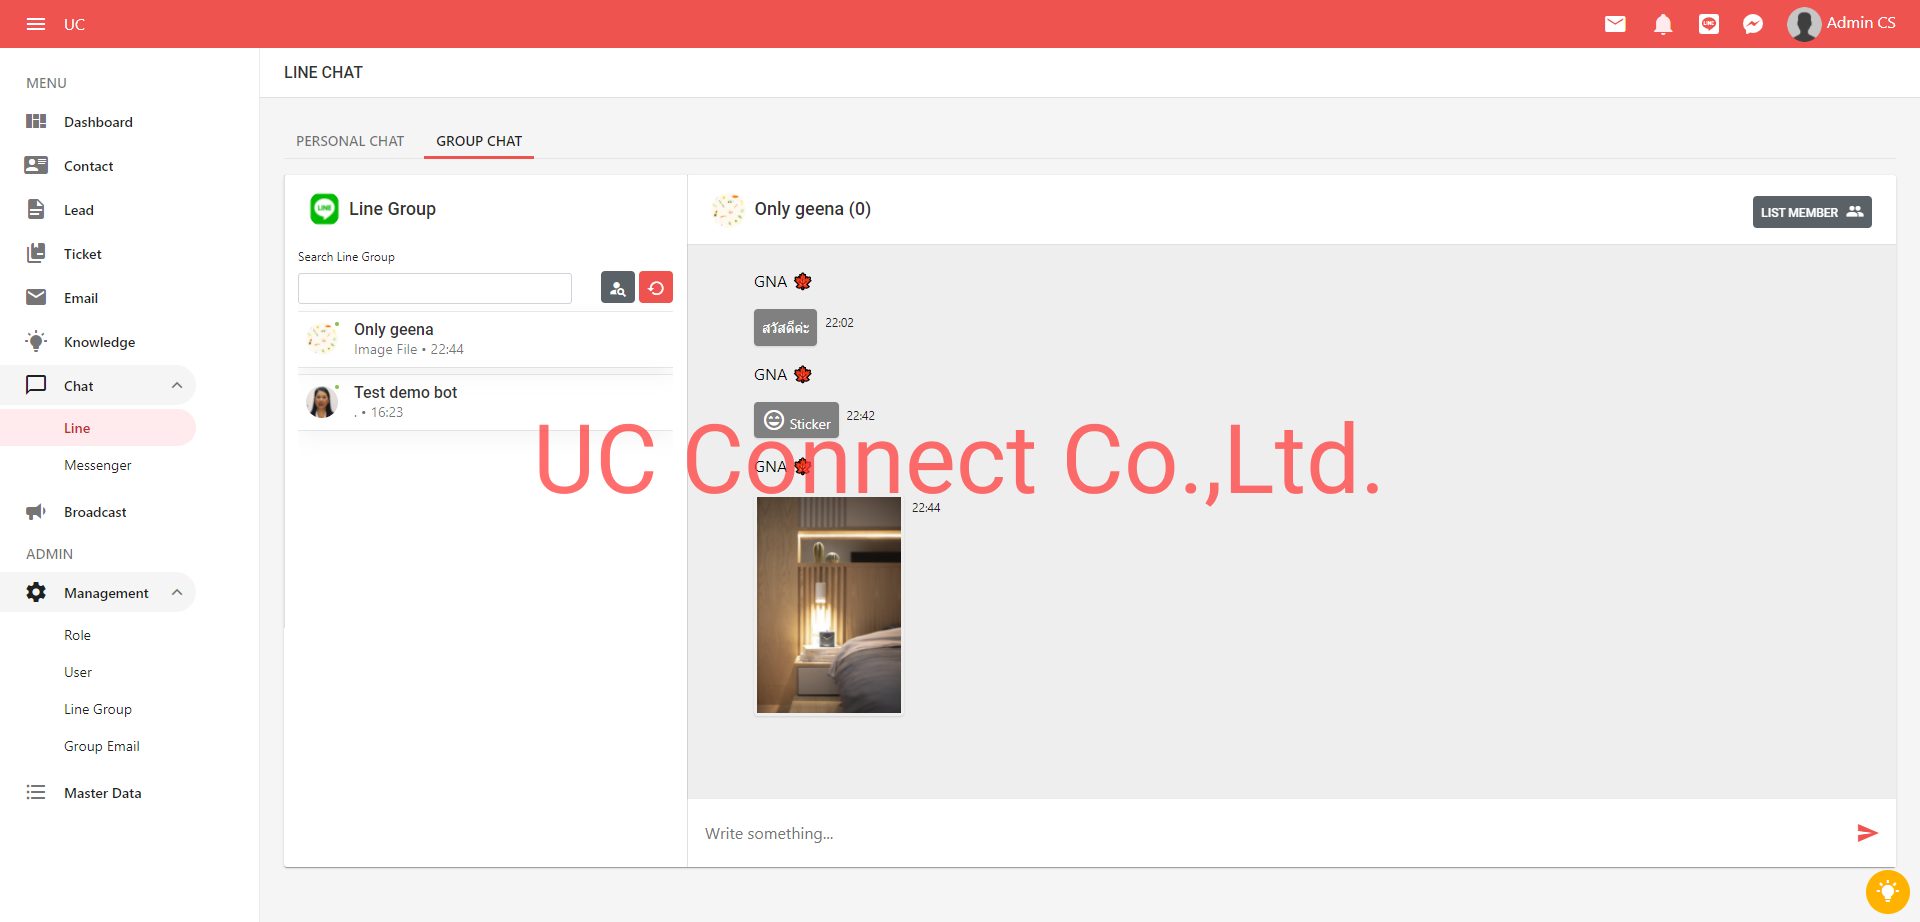 UC
Admin CS
MENU
Dashboard
Contact
Lead
Ticket
Email
Knowledge
Chat
Line
Messenger
Broadcast
ADMIN
Management
Role
User
Line Group
Group Email
Master Data
LINE CHAT
PERSONAL CHAT
GROUP CHAT
LINE
Line Group
Search Line Group
Only geena
Image File • 22:44
Test demo bot
. • 16:23
Only geena (0)
LIST MEMBER
GNA 🍁
สวัสดีค่ะ 22:02
GNA 🍁
Sticker 22:42
GNA 🍁
22:44
UC Connect Co.,Ltd.
Write something...